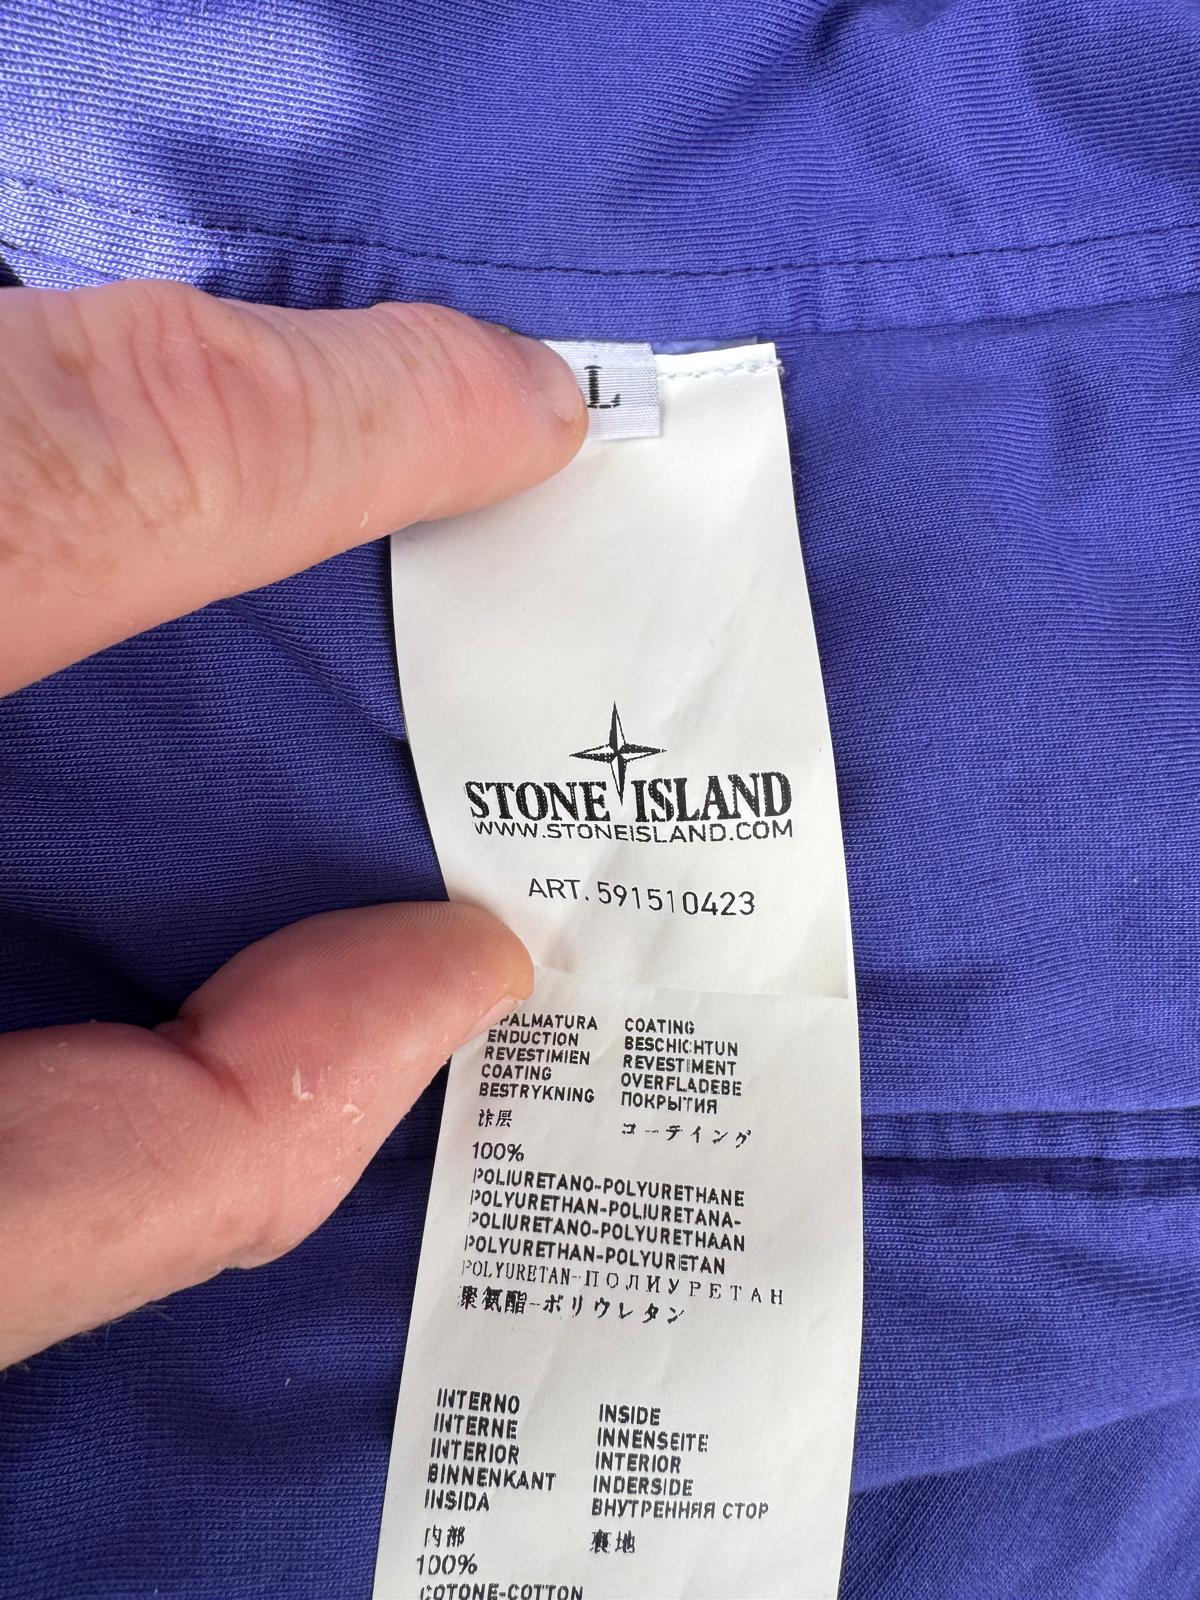 L
STONE ISLAND
WWW.STONEISLAND.COM
ART. 591510423
COATING
ENDUCTION BESCHICHTUN
REVESTIMIEN REVESTIMENT
COATING OVERFLADEBE
BESTRYKNING ПОКРЫТИЯ
涂层 コーティング
100%
POLIURETANO-POLYURETHANE
POLYURETHAN-POLIURETANA-
POLIURETANO-POLYURETHAAN
POLYURETHAN-POLYURETAN
POLYURETAN-ПОЛИУРЕТАН
聚氨酯-ポリウレタン
INTERNO INSIDE
INTERNE INNENSEITE
INTERIOR INTERIOR
BINNENKANT INDERSIDE
INSIDA ВНУТРЕННЯЯ СТОР
内部 裏地
100%
COTONE-COTTON